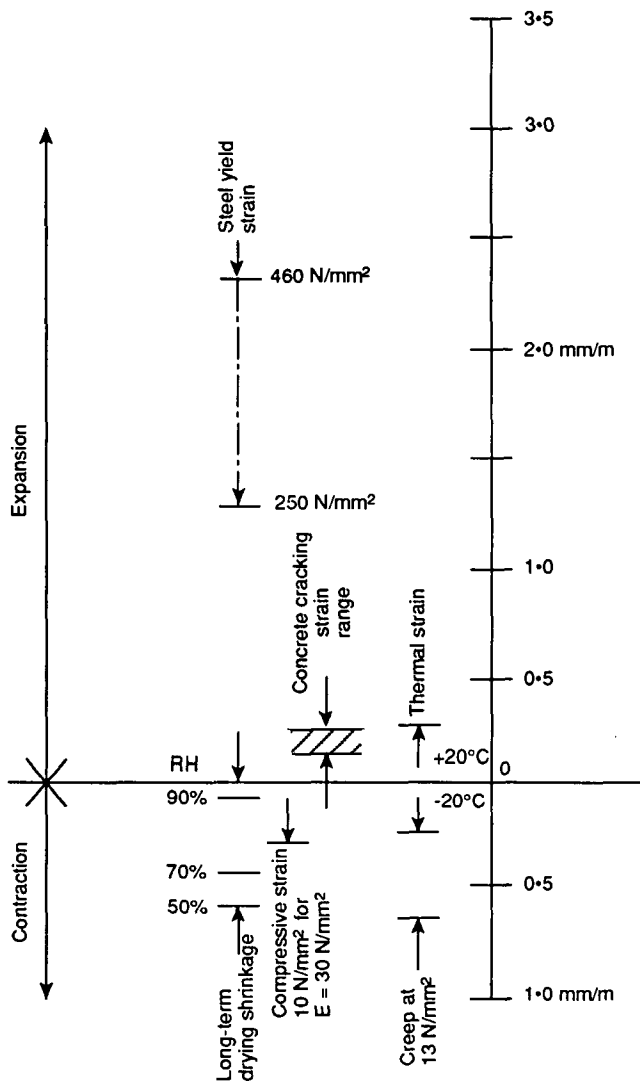 3·5
3·0
2·0 mm/m
1·0
0·5
0
0·5
1·0 mm/m
Expansion
Contraction
Steel yield
strain
460 N/mm²
250 N/mm²
Concrete cracking
strain
range
Thermal strain
+20°C
-20°C
RH
90%
70%
50%
Long-term
drying shrinkage
Compressive strain
10 N/mm² for
E = 30 N/mm²
Creep at
13 N/mm²